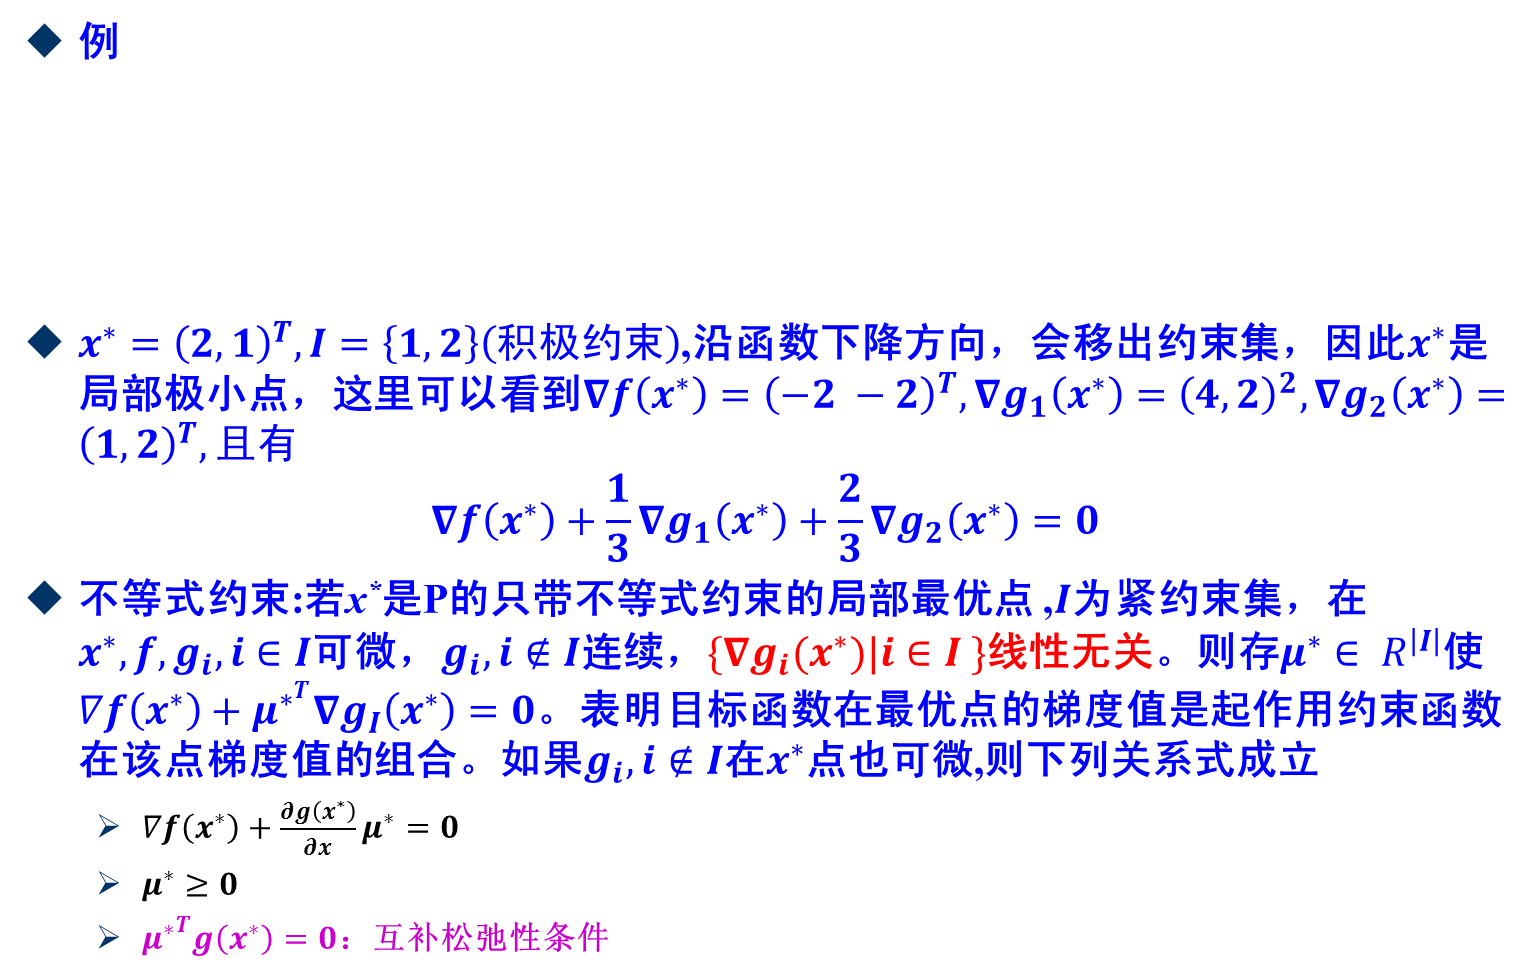 ◆ 例
◆ x* = (2,1)^T, I = {1,2}(积极约束),沿函数下降方向，会移出约束集，因此x*是
局部极小点，这里可以看到∇f(x*) = (−2 −2)^T, ∇g₁(x*) = (4,2)², ∇g₂(x*) =
(1,2)^T, 且有
∇f(x*) + 1/3 ∇g₁(x*) + 2/3 ∇g₂(x*) = 0
◆ 不等式约束:若x*是P的只带不等式约束的局部最优点,I为紧约束集，在
x*, f, gᵢ, i ∈ I可微，gᵢ, i ∉ I连续，{∇gᵢ(x*)|i ∈ I }线性无关。则存μ* ∈ R^|I|使
∇f(x*) + μ*^T ∇g_I(x*) = 0。表明目标函数在最优点的梯度值是起作用约束函数
在该点梯度值的组合。如果gᵢ, i ∉ I在x*点也可微,则下列关系式成立
➢ ∇f(x*) + ∂g(x*)/∂x μ* = 0
➢ μ* ≥ 0
➢ μ*^T g(x*) = 0：互补松弛性条件